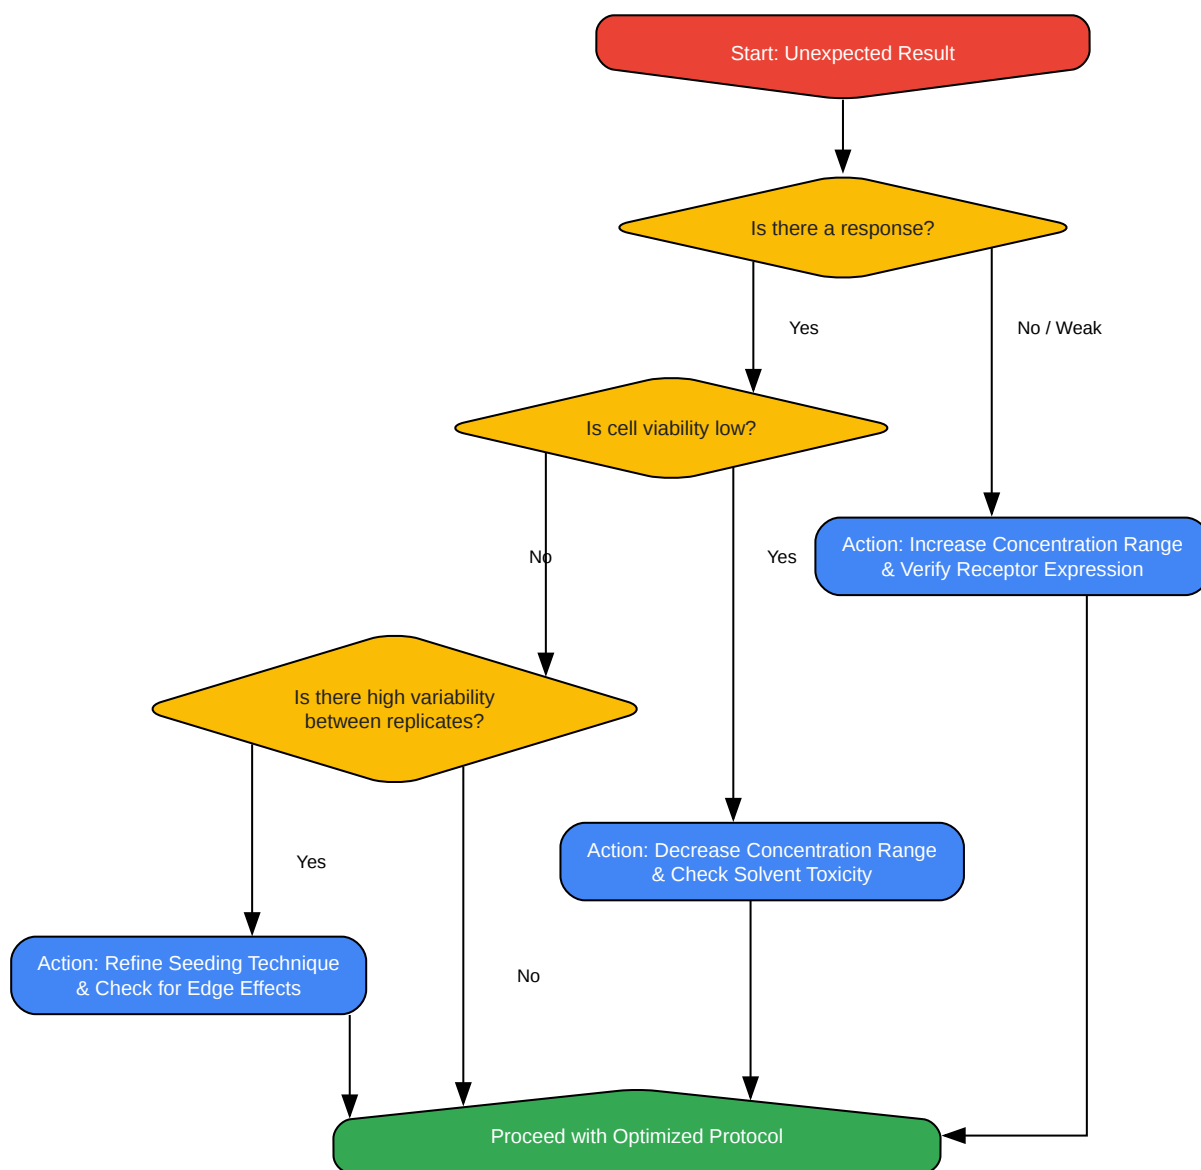 Start: Unexpected Result
Is there a response?
Yes
No / Weak
Is cell viability low?
No
Yes
Action: Increase Concentration Range
& Verify Receptor Expression
Is there high variability
between replicates?
Yes
No
Action: Decrease Concentration Range
& Check Solvent Toxicity
Action: Refine Seeding Technique
& Check for Edge Effects
Proceed with Optimized Protocol